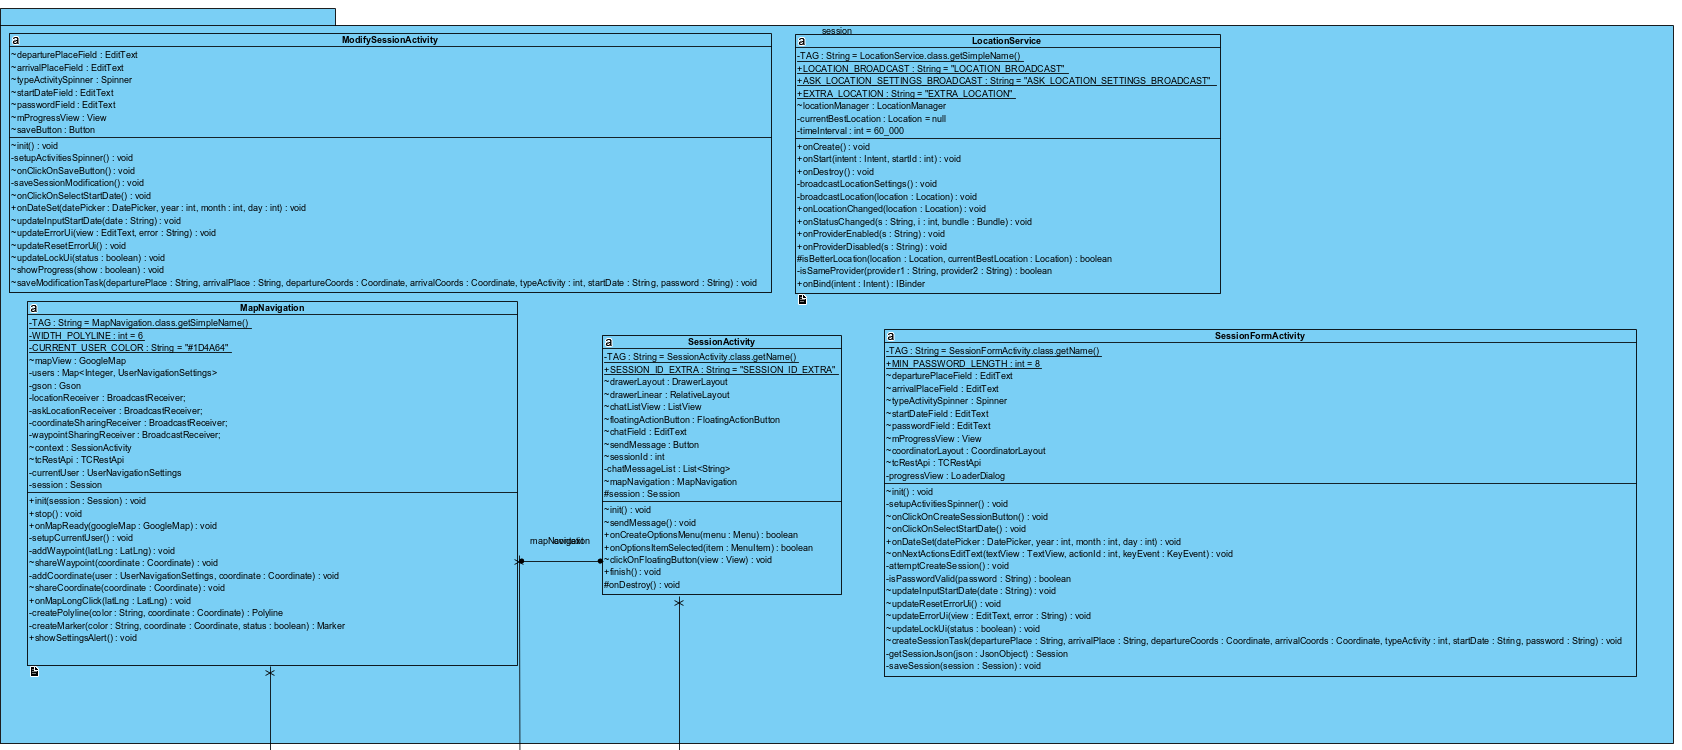 session
a
ModifySessionActivity
~departurePlaceField : EditText
~arrivalPlaceField : EditText
~typeActivitySpinner : Spinner
~startDateField : EditText
~passwordField : EditText
~mProgressView : View
~saveButton : Button
~init() : void
-setupActivitiesSpinner() : void
~onClickOnSaveButton() : void
-saveSessionModification() : void
~onClickOnSelectStartDate() : void
+onDateSet(datePicker : DatePicker, year : int, month : int, day : int) : void
~updateInputStartDate(date : String) : void
~updateErrorUi(view : EditText, error : String) : void
~updateResetErrorUi() : void
~updateLockUi(status : boolean) : void
~showProgress(show : boolean) : void
~saveModificationTask(departurePlace : String, arrivalPlace : String, departureCoords : Coordinate, arrivalCoords : Coordinate, typeActivity : int, startDate : String, password : String) : void
a
LocationService
-TAG : String = LocationService.class.getSimpleName()
+LOCATION_BROADCAST : String = "LOCATION_BROADCAST"
+ASK_LOCATION_SETTINGS_BROADCAST : String = "ASK_LOCATION_SETTINGS_BROADCAST"
+EXTRA_LOCATION : String = "EXTRA_LOCATION"
~locationManager : LocationManager
-currentBestLocation : Location = null
-timeInterval : int = 60_000
+onCreate() : void
+onStart(intent : Intent, startId : int) : void
+onDestroy() : void
-broadcastLocationSettings() : void
-broadcastLocation(location : Location) : void
+onLocationChanged(location : Location) : void
+onStatusChanged(s : String, i : int, bundle : Bundle) : void
+onProviderEnabled(s : String) : void
+onProviderDisabled(s : String) : void
#isBetterLocation(location : Location, currentBestLocation : Location) : boolean
-isSameProvider(provider1 : String, provider2 : String) : boolean
+onBind(intent : Intent) : IBinder
a
MapNavigation
-TAG : String = MapNavigation.class.getSimpleName()
-WIDTH_POLYLINE : int = 6
-CURRENT_USER_COLOR : String = "#1D4A64"
~mapView : GoogleMap
-users : Map<Integer, UserNavigationSettings>
-gson : Gson
-locationReceiver : BroadcastReceiver;
-askLocationReceiver : BroadcastReceiver;
-coordinateSharingReceiver : BroadcastReceiver;
-waypointSharingReceiver : BroadcastReceiver;
~context : SessionActivity
~tcRestApi : TCRestApi
-currentUser : UserNavigationSettings
-session : Session
+init(session : Session) : void
+stop() : void
+onMapReady(googleMap : GoogleMap) : void
-setupCurrentUser() : void
-addWaypoint(latLng : LatLng) : void
~shareWaypoint(coordinate : Coordinate) : void
-addCoordinate(user : UserNavigationSettings, coordinate : Coordinate) : void
~shareCoordinate(coordinate : Coordinate) : void
+onMapLongClick(latLng : LatLng) : void
-createPolyline(color : String, coordinate : Coordinate) : Polyline
-createMarker(color : String, coordinate : Coordinate, status : boolean) : Marker
+showSettingsAlert() : void
a
SessionActivity
-TAG : String = SessionActivity.class.getName()
+SESSION_ID_EXTRA : String = "SESSION_ID_EXTRA"
~drawerLayout : DrawerLayout
~drawerLinear : RelativeLayout
~chatListView : ListView
~floatingActionButton : FloatingActionButton
~chatField : EditText
~sendMessage : Button
~sessionId : int
-chatMessageList : List<String>
~mapNavigation : MapNavigation
#session : Session
~init() : void
~sendMessage() : void
+onCreateOptionsMenu(menu : Menu) : boolean
+onOptionsItemSelected(item : MenuItem) : boolean
~clickOnFloatingButton(view : View) : void
+finish() : void
#onDestroy() : void
a
SessionFormActivity
-TAG : String = SessionFormActivity.class.getName()
+MIN_PASSWORD_LENGTH : int = 8
~departurePlaceField : EditText
~arrivalPlaceField : EditText
~typeActivitySpinner : Spinner
~startDateField : EditText
~passwordField : EditText
~mProgressView : View
~coordinatorLayout : CoordinatorLayout
~tcRestApi : TCRestApi
-progressView : LoaderDialog
~init() : void
-setupActivitiesSpinner() : void
~onClickOnCreateSessionButton() : void
~onClickOnSelectStartDate() : void
+onDateSet(datePicker : DatePicker, year : int, month : int, day : int) : void
~onNextActionsEditText(textView : TextView, actionId : int, keyEvent : KeyEvent) : void
-attemptCreateSession() : void
-isPasswordValid(password : String) : boolean
~updateInputStartDate(date : String) : void
~updateResetErrorUi() : void
~updateErrorUi(view : EditText, error : String) : void
~updateLockUi(status : boolean) : void
~createSessionTask(departurePlace : String, arrivalPlace : String, departureCoords : Coordinate, arrivalCoords : Coordinate, typeActivity : int, startDate : String, password : String) : void
-getSessionJson(json : JsonObject) : Session
-saveSession(session : Session) : void